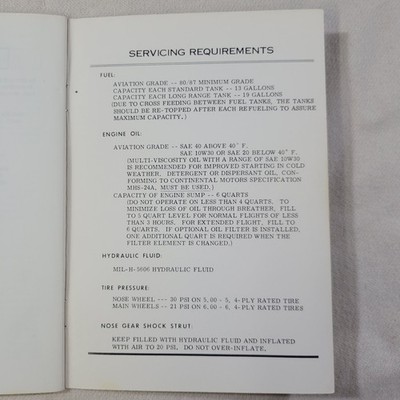 SERVICING REQUIREMENTS
FUEL:
AVIATION GRADE -- 80/87 MINIMUM GRADE
CAPACITY EACH STANDARD TANK -- 13 GALLONS
CAPACITY EACH LONG RANGE TANK -- 19 GALLONS
(DUE TO CROSS FEEDING BETWEEN FUEL TANKS, THE TANKS
SHOULD BE RE-TOPPED AFTER EACH REFUELING TO ASSURE
MAXIMUM CAPACITY.)
ENGINE OIL:
AVIATION GRADE -- SAE 40 ABOVE 40° F.
SAE 10W30 OR SAE 20 BELOW 40° F.
(MULTI-VISCOSITY OIL WITH A RANGE OF SAE 10W30
IS RECOMMENDED FOR IMPROVED STARTING IN COLD
WEATHER. DETERGENT OR DISPERSANT OIL, CON-
FORMING TO CONTINENTAL MOTORS SPECIFICATION
MHS-24A, MUST BE USED.)
CAPACITY OF ENGINE SUMP -- 6 QUARTS
(DO NOT OPERATE ON LESS THAN 4 QUARTS. TO
MINIMIZE LOSS OF OIL THROUGH BREATHER, FILL
TO 5 QUART LEVEL FOR NORMAL FLIGHTS OF LESS
THAN 3 HOURS. FOR EXTENDED FLIGHT, FILL TO
6 QUARTS. IF OPTIONAL OIL FILTER IS INSTALLED,
ONE ADDITIONAL QUART IS REQUIRED WHEN THE
FILTER ELEMENT IS CHANGED.)
HYDRAULIC FLUID:
MIL-H-5606 HYDRAULIC FLUID
TIRE PRESSURE:
NOSE WHEEL --- 30 PSI ON 5.00 - 5, 4-PLY RATED TIRE
MAIN WHEELS -- 21 PSI ON 6.00 - 6, 4-PLY RATED TIRES
NOSE GEAR SHOCK STRUT:
KEEP FILLED WITH HYDRAULIC FLUID AND INFLATED
WITH AIR TO 20 PSI. DO NOT OVER-INFLATE.